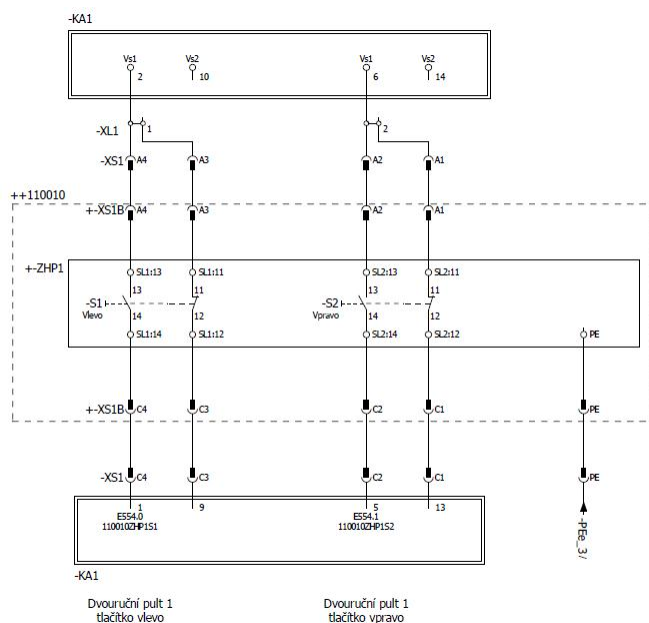 -KA1
Vs1 Vs2 Vs1 Vs2
2 10 6 14
-XL1 1 2
-XS1 A4 A3 A2 A1
++110010
+-XS1B A4 A3 A2 A1
+-ZHP1
SL1:13 SL1:11 SL2:13 SL2:11
13 11 13 11
-S1 -S2
Vlevo 14 12 Vpravo 14 12
SL1:14 SL1:12 SL2:14 SL2:12 PE
+-XS1B C4 C3 C2 C1 PE
-XS1 C4 C3 C2 C1 PE
1 9 5 13
E554.0 E554.1
110010ZHP1S1 110010ZHP1S2
-PEe_3/
-KA1
Dvouruční pult 1 Dvouruční pult 1
tlačítko vlevo tlačítko vpravo